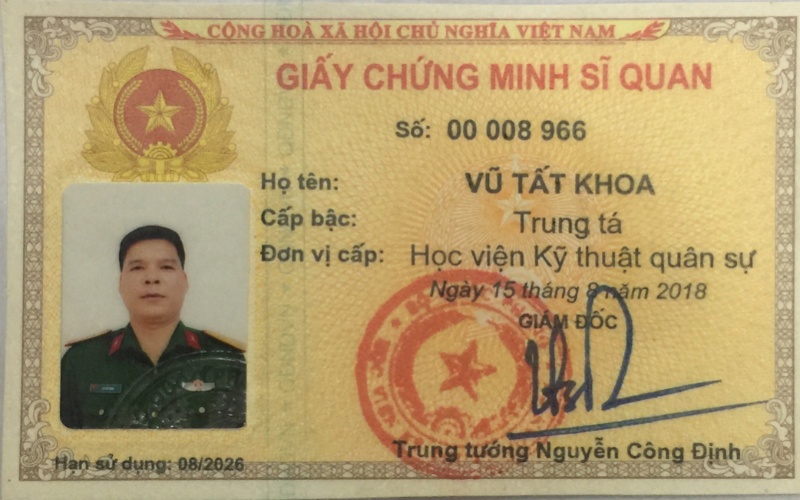 CỘNG HOÀ XÃ HỘI CHỦ NGHĨA VIỆT NAM
GIẤY CHỨNG MINH SĨ QUAN
Số: 00 008 966
Họ tên: VŨ TẤT KHOA
Cấp bậc: Trung tá
Đơn vị cấp: Học viện Kỹ thuật quân sự
Ngày 15 tháng 8 năm 2018
GIÁM ĐỐC
Trung tướng Nguyễn Công Định
Hạn sử dụng: 08/2026